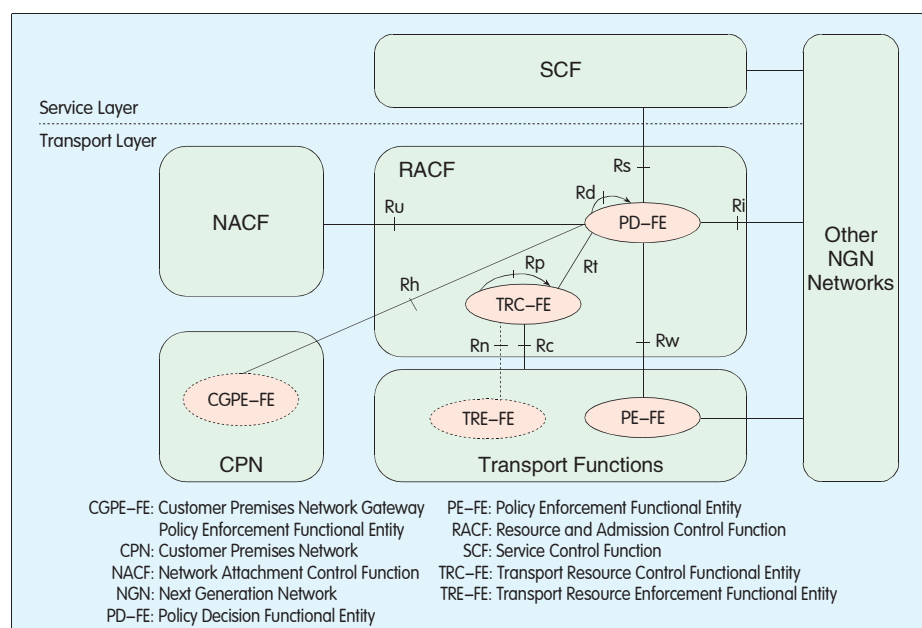 SCF
Service Layer
Transport Layer
RACF
Rs
Rd
Ru
Ri
NACF
PD–FE
Other
NGN
Networks
Rp
Rt
Rh
TRC–FE
Rn
Rc
Rw
CGPE–FE
TRE–FE
PE–FE
CPN
Transport Functions
CGPE–FE: Customer Premises Network Gateway
Policy Enforcement Functional Entity
CPN: Customer Premises Network
NACF: Network Attachment Control Function
NGN: Next Generation Network
PD–FE: Policy Decision Functional Entity
PE–FE: Policy Enforcement Functional Entity
RACF: Resource and Admission Control Function
SCF: Service Control Function
TRC–FE: Transport Resource Control Functional Entity
TRE–FE: Transport Resource Enforcement Functional Entity